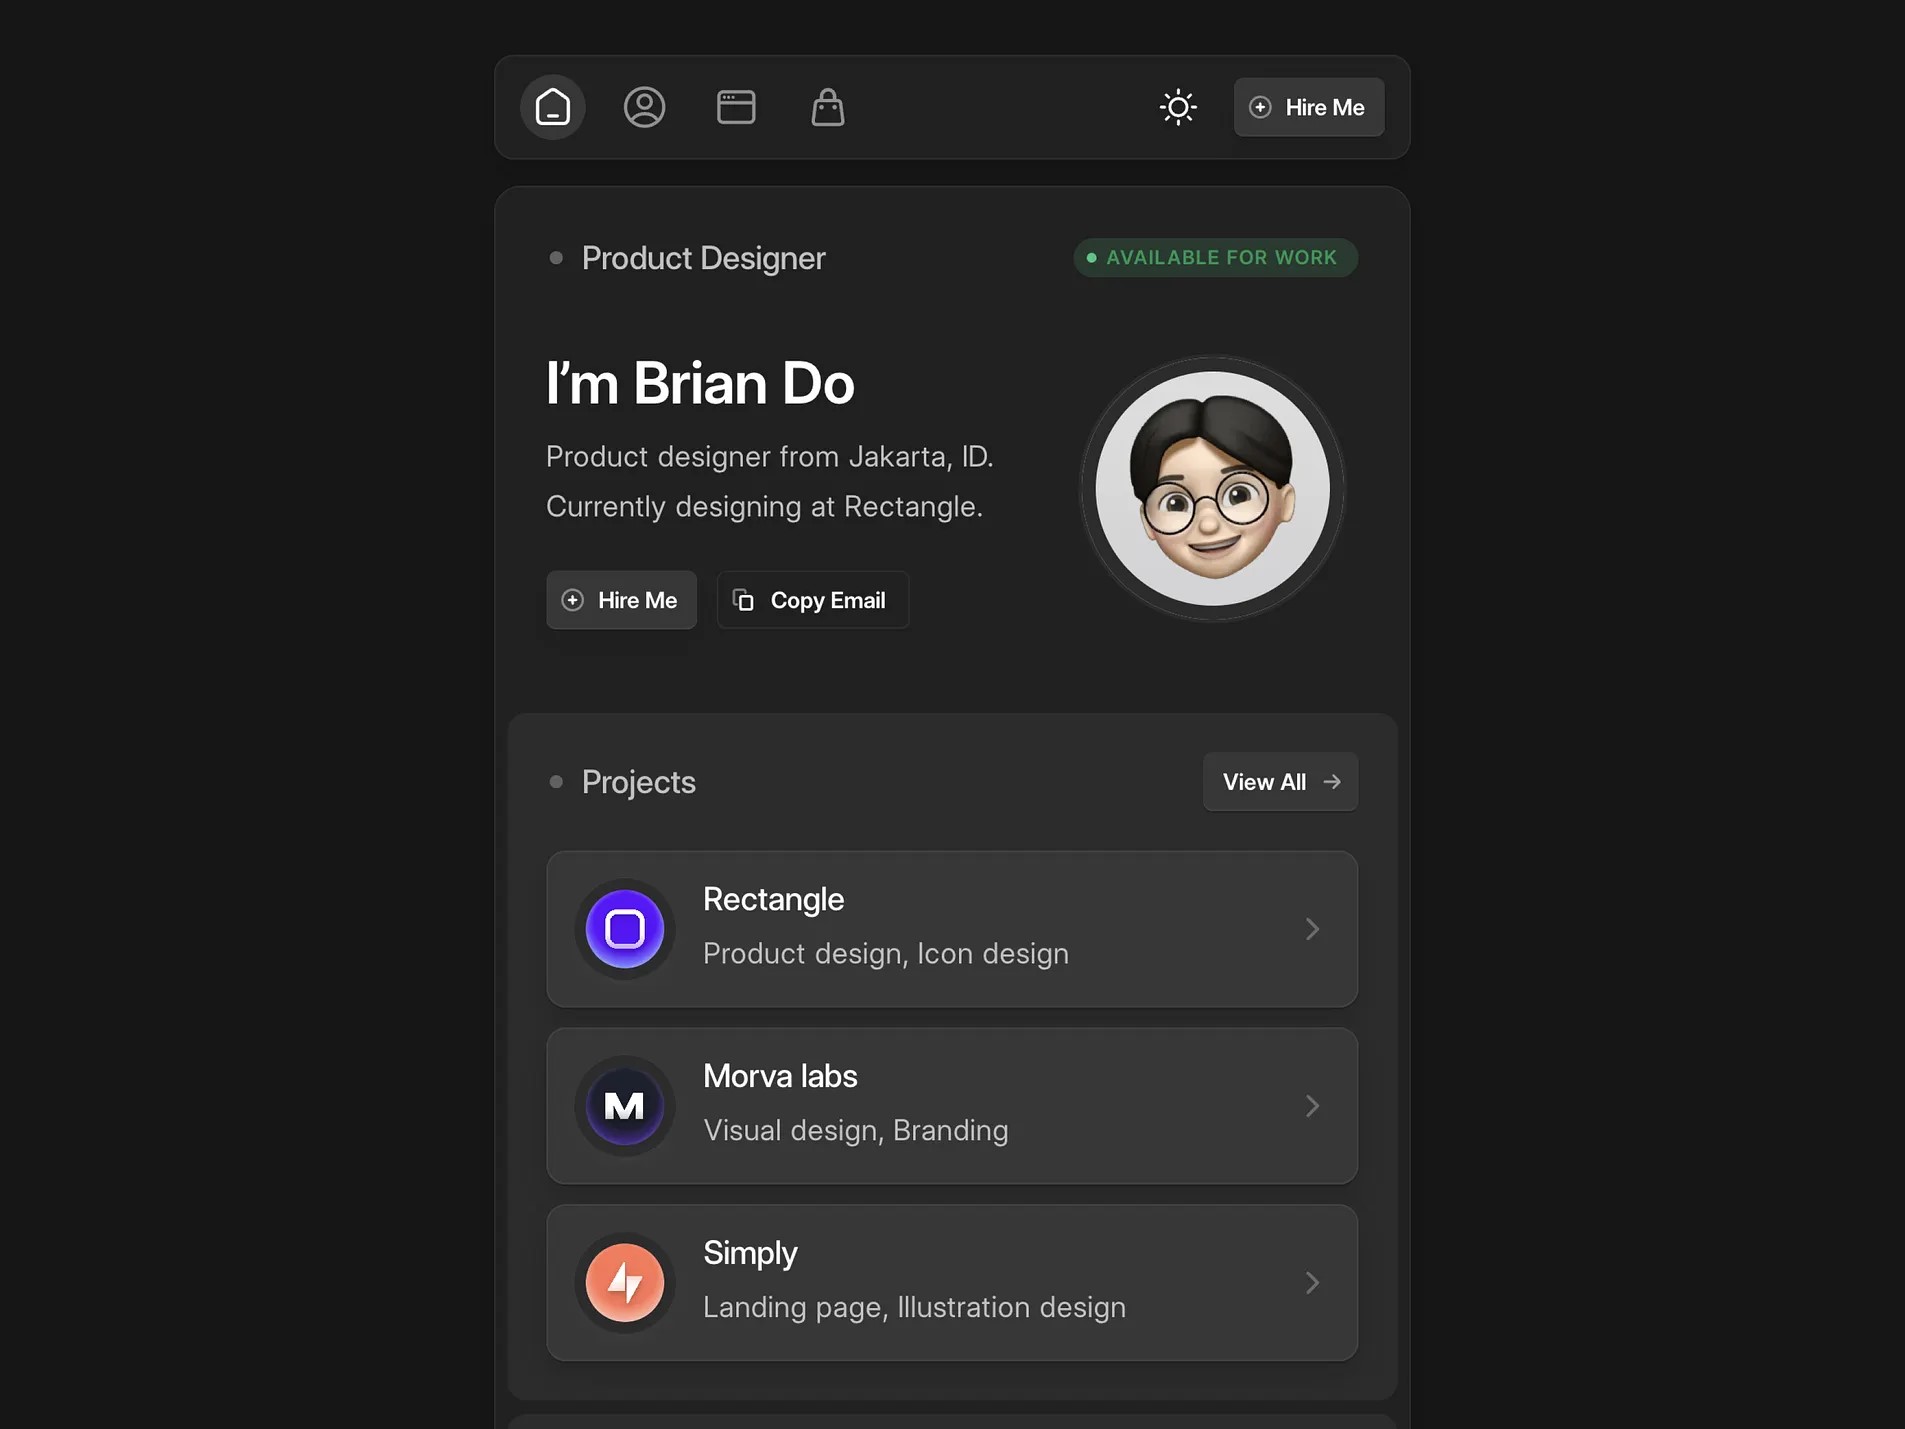 Hire Me
Product Designer
AVAILABLE FOR WORK
I’m Brian Do
Product designer from Jakarta, ID.
Currently designing at Rectangle.
Hire Me
Copy Email
Projects
View All
Rectangle
Product design, Icon design
M
Morva labs
Visual design, Branding
Simply
Landing page, Illustration design